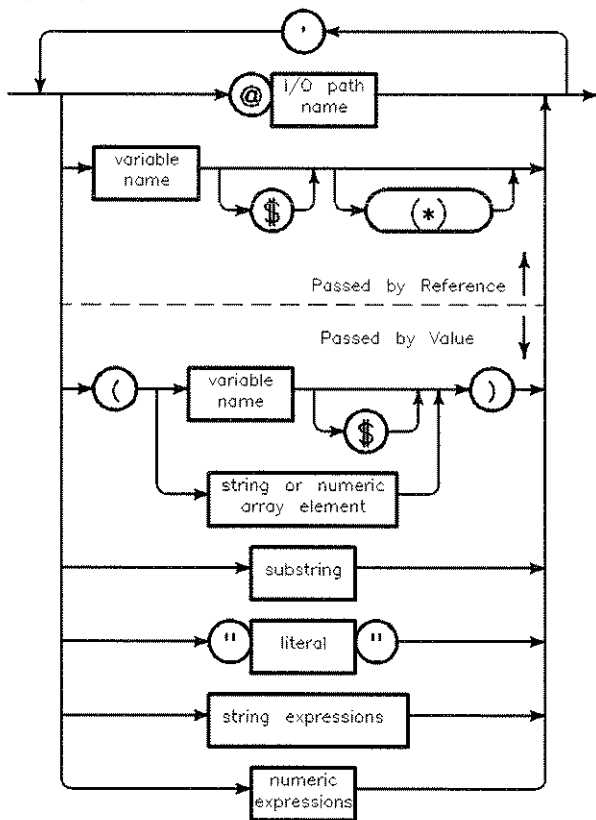 ,
@ I/O path
name
variable
name
$ (*)
Passed by Reference
Passed by Value
( variable
name )
$
string or numeric
array element
substring
" literal "
string expressions
numeric
expressions